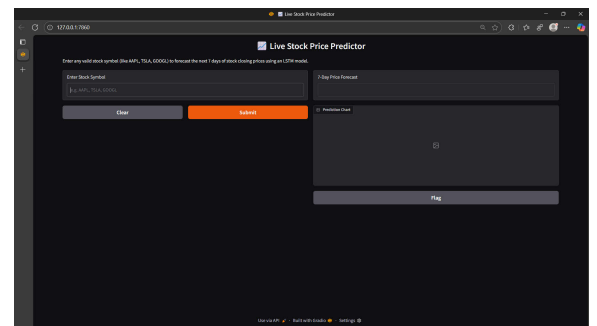 Live Stock Price Predictor
127.0.0.1:7860
Live Stock Price Predictor
Enter any valid stock symbol (like AAPL, TSLA, GOOGL) to forecast the next 7 days of stock closing prices using an LSTM model.
Enter Stock Symbol
e.g. AAPL, TSLA, GOOGL
Clear
Submit
7-Day Price Forecast
Prediction Chart
Flag
Use via API · Built with Gradio · Settings